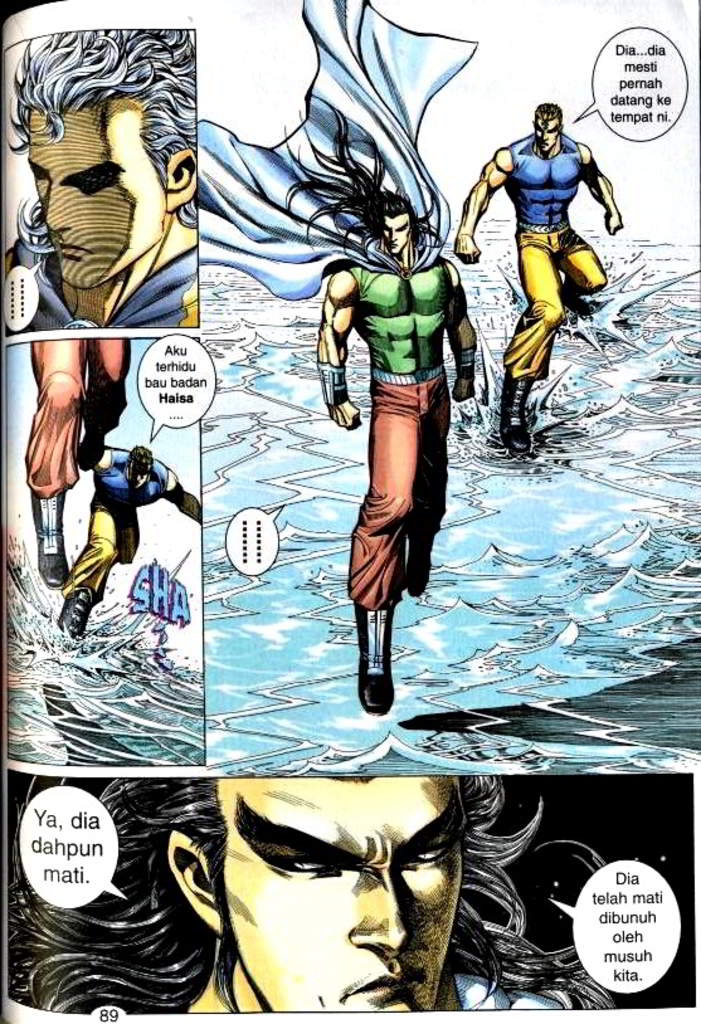 Dia...dia
mesti
pernah
datang ke
tempat ni.
......
Aku
terhidu
bau badan
Haisa
....
SHA
......
Ya, dia
dahpun
mati.
Dia
telah mati
dibunuh
oleh
musuh
kita.
89